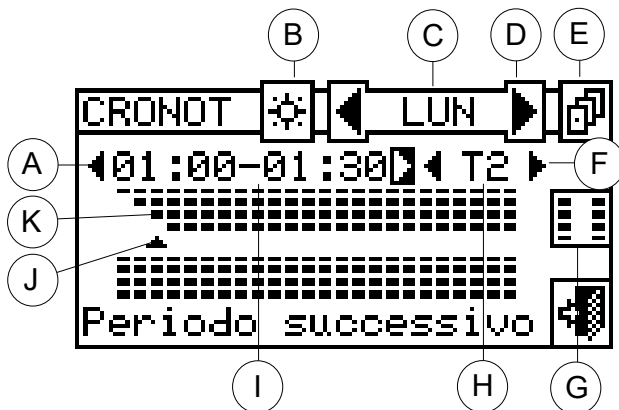 B C D E
CRONOT LUN
A 01:00-01:30 T2 F
K
J
Periodo successivo
I H G